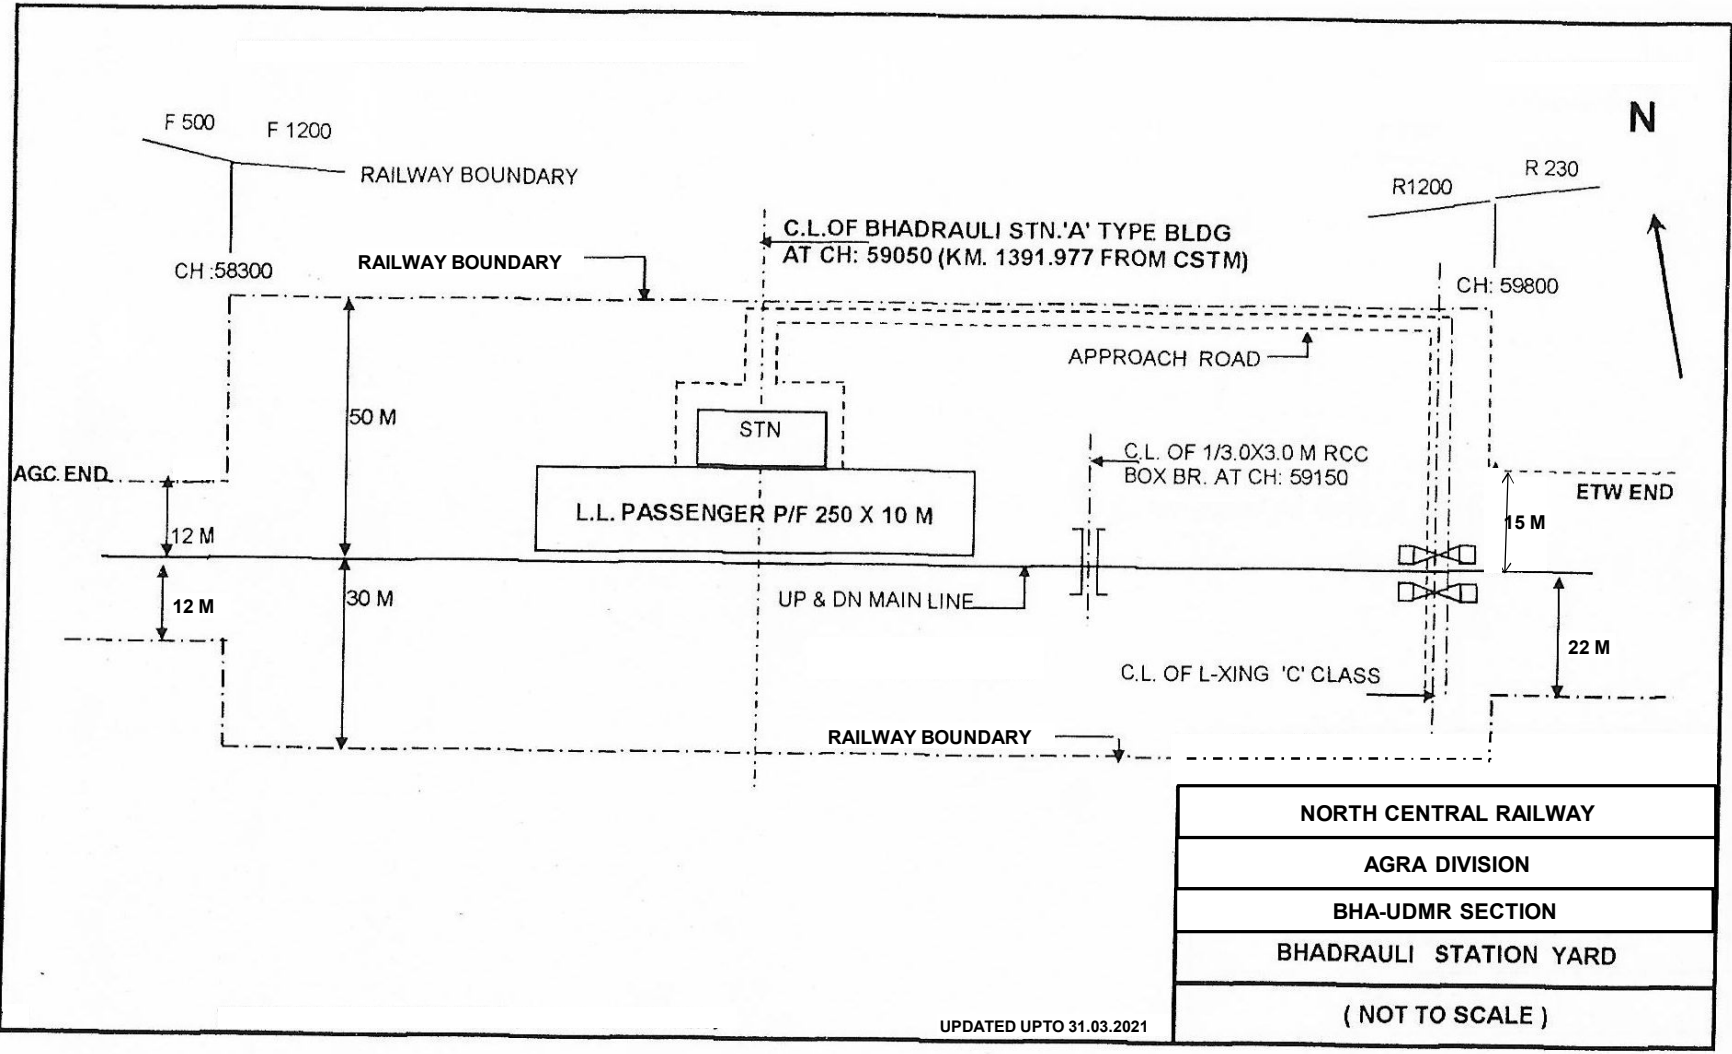 F 500
F 1200
RAILWAY BOUNDARY
CH :58300
RAILWAY BOUNDARY
C.L.OF BHADRAULI STN.'A' TYPE BLDG
AT CH: 59050 (KM. 1391.977 FROM CSTM)
R1200
R 230
N
CH: 59800
APPROACH ROAD
50 M
STN
AGC END
C.L. OF 1/3.0X3.0 M RCC
BOX BR. AT CH: 59150
ETW END
L.L. PASSENGER P/F 250 X 10 M
12 M
15 M
12 M
30 M
UP & DN MAIN LINE
22 M
C.L. OF L-XING 'C' CLASS
RAILWAY BOUNDARY
NORTH CENTRAL RAILWAY
AGRA DIVISION
BHA-UDMR SECTION
BHADRAULI STATION YARD
( NOT TO SCALE )
UPDATED UPTO 31.03.2021